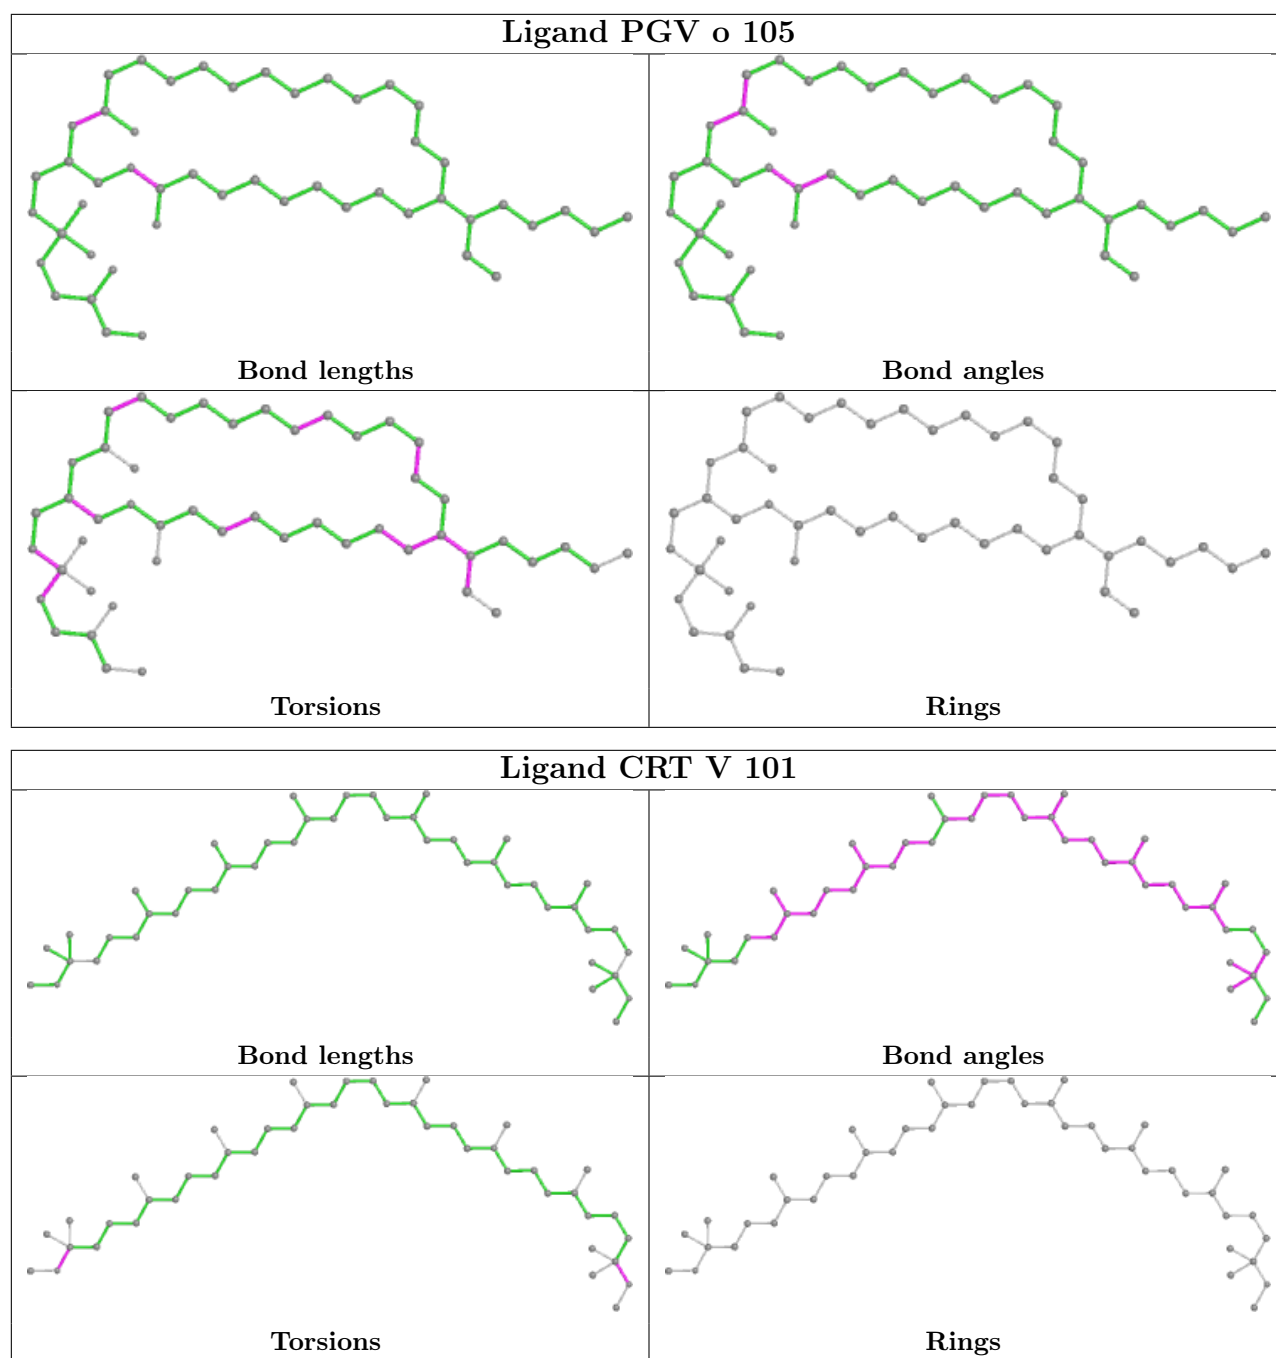 Ligand PGV o 105
Bond lengths
Bond angles
Torsions
Rings
Ligand CRT V 101
Bond lengths
Bond angles
Torsions
Rings